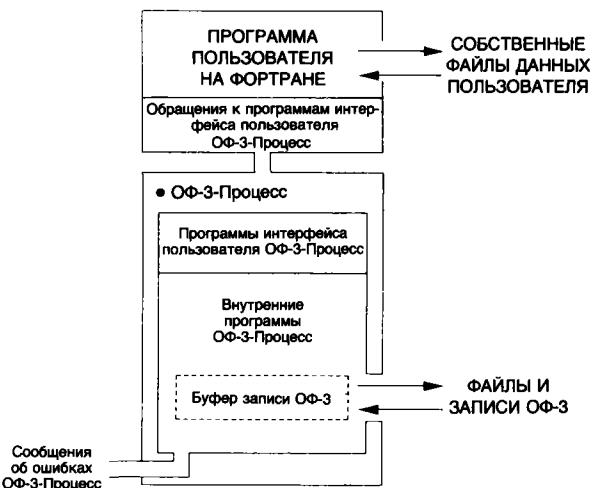 ПРОГРАММА
ПОЛЬЗОВАТЕЛЯ
НА ФОРТРАНЕ
СОБСТВЕННЫЕ
ФАЙЛЫ ДАННЫХ
ПОЛЬЗОВАТЕЛЯ
Обращения к программам интер-
фейса пользователя
ОФ-3-Процесс
• ОФ-3-Процесс
Программы интерфейса
пользователя ОФ-3-Процесс
Внутренние
программы
ОФ-3-Процесс
Буфер записи ОФ-3
ФАЙЛЫ И
ЗАПИСИ ОФ-3
Сообщения
об ошибках
ОФ-3-Процесс